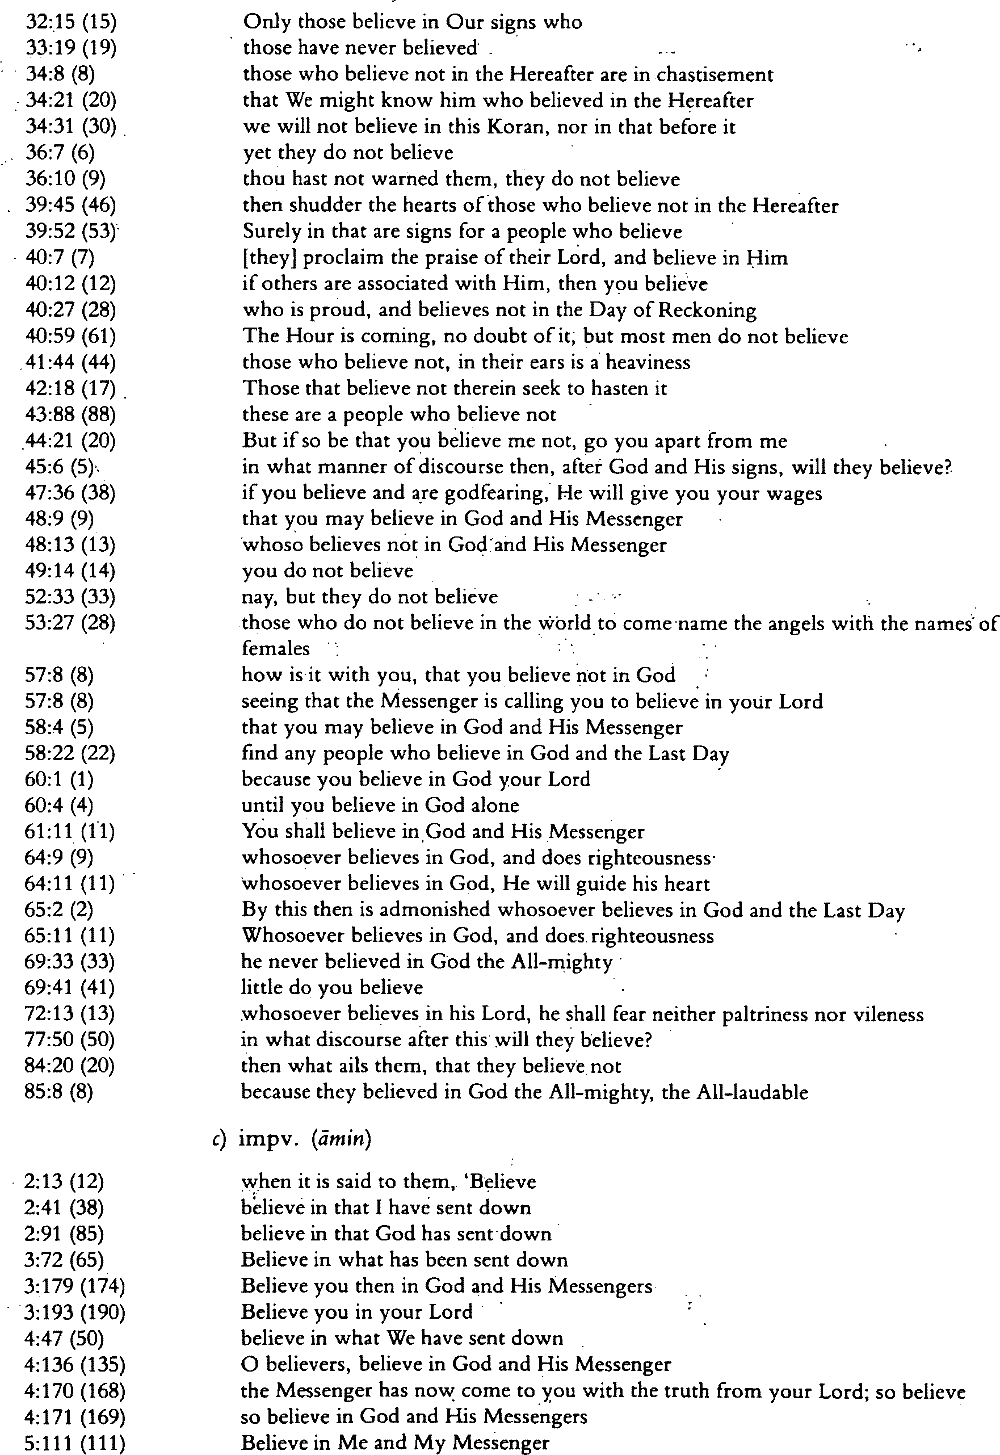 32:15 (15) Only those believe in Our signs who
33:19 (19) those have never believed
34:8 (8) those who believe not in the Hereafter are in chastisement
34:21 (20) that We might know him who believed in the Hereafter
34:31 (30) we will not believe in this Koran, nor in that before it
36:7 (6) yet they do not believe
36:10 (9) thou hast not warned them, they do not believe
39:45 (46) then shudder the hearts of those who believe not in the Hereafter
39:52 (53) Surely in that are signs for a people who believe
40:7 (7) [they] proclaim the praise of their Lord, and believe in Him
40:12 (12) if others are associated with Him, then you believe
40:27 (28) who is proud, and believes not in the Day of Reckoning
40:59 (61) The Hour is coming, no doubt of it, but most men do not believe
41:44 (44) those who believe not, in their ears is a heaviness
42:18 (17) Those that believe not therein seek to hasten it
43:88 (88) these are a people who believe not
44:21 (20) But if so be that you believe me not, go you apart from me
45:6 (5) in what manner of discourse then, after God and His signs, will they believe?
47:36 (38) if you believe and are godfearing, He will give you your wages
48:9 (9) that you may believe in God and His Messenger
48:13 (13) whoso believes not in God and His Messenger
49:14 (14) you do not believe
52:33 (33) nay, but they do not believe
53:27 (28) those who do not believe in the world to come name the angels with the names of
females
57:8 (8) how is it with you, that you believe not in God
57:8 (8) seeing that the Messenger is calling you to believe in your Lord
58:4 (5) that you may believe in God and His Messenger
58:22 (22) find any people who believe in God and the Last Day
60:1 (1) because you believe in God your Lord
60:4 (4) until you believe in God alone
61:11 (11) You shall believe in God and His Messenger
64:9 (9) whosoever believes in God, and does righteousness
64:11 (11) whosoever believes in God, He will guide his heart
65:2 (2) By this then is admonished whosoever believes in God and the Last Day
65:11 (11) Whosoever believes in God, and does righteousness
69:33 (33) he never believed in God the All-mighty
69:41 (41) little do you believe
72:13 (13) whosoever believes in his Lord, he shall fear neither paltriness nor vileness
77:50 (50) in what discourse after this will they believe?
84:20 (20) then what ails them, that they believe not
85:8 (8) because they believed in God the All-mighty, the All-laudable
c) impv. (āmin)
2:13 (12) when it is said to them, 'Believe
2:41 (38) believe in that I have sent down
2:91 (85) believe in that God has sent down
3:72 (65) Believe in what has been sent down
3:179 (174) Believe you then in God and His Messengers
3:193 (190) Believe you in your Lord
4:47 (50) believe in what We have sent down
4:136 (135) O believers, believe in God and His Messenger
4:170 (168) the Messenger has now come to you with the truth from your Lord; so believe
4:171 (169) so believe in God and His Messengers
5:111 (111) Believe in Me and My Messenger